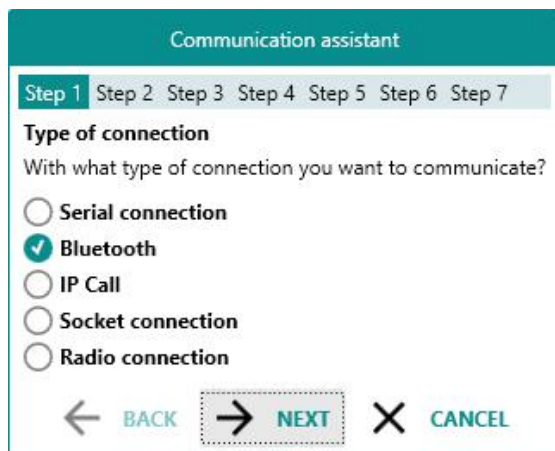 Communication assistant
Step 1 Step 2 Step 3 Step 4 Step 5 Step 6 Step 7
Type of connection
With what type of connection you want to communicate?
Serial connection
Bluetooth
IP Call
Socket connection
Radio connection
BACK NEXT CANCEL